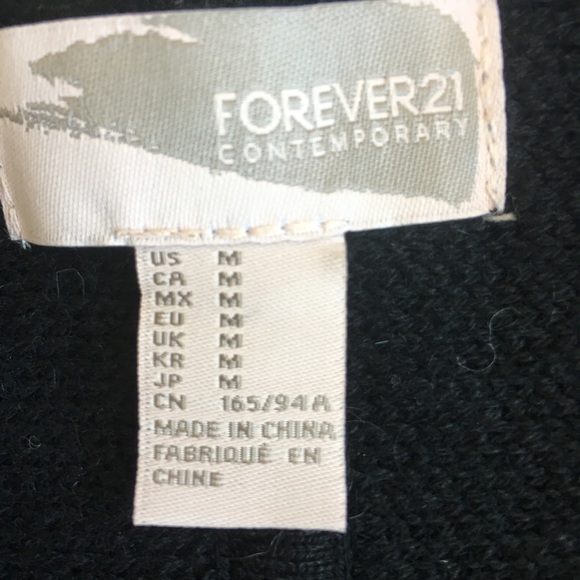 FOREVER21
CONTEMPORARY
US M
CA M
MX M
EU M
UK M
KR M
JP M
CN 165/94A
MADE IN CHINA
FABRIQUÉ EN
CHINE